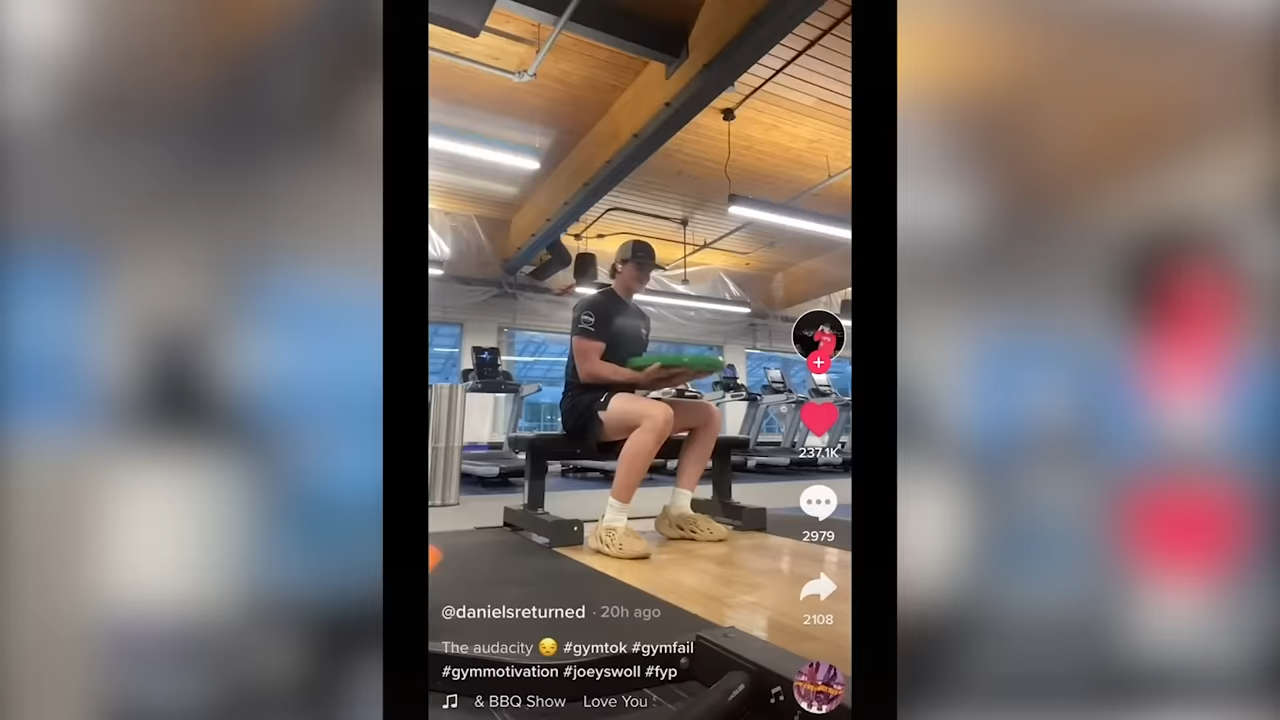 237.1K
2979
2108
@danielsreturned · 20h ago
The audacity 😒 #gymtok #gymfail
#gymmotivation #joeyswoll #fyp
& BBQ Show Love You